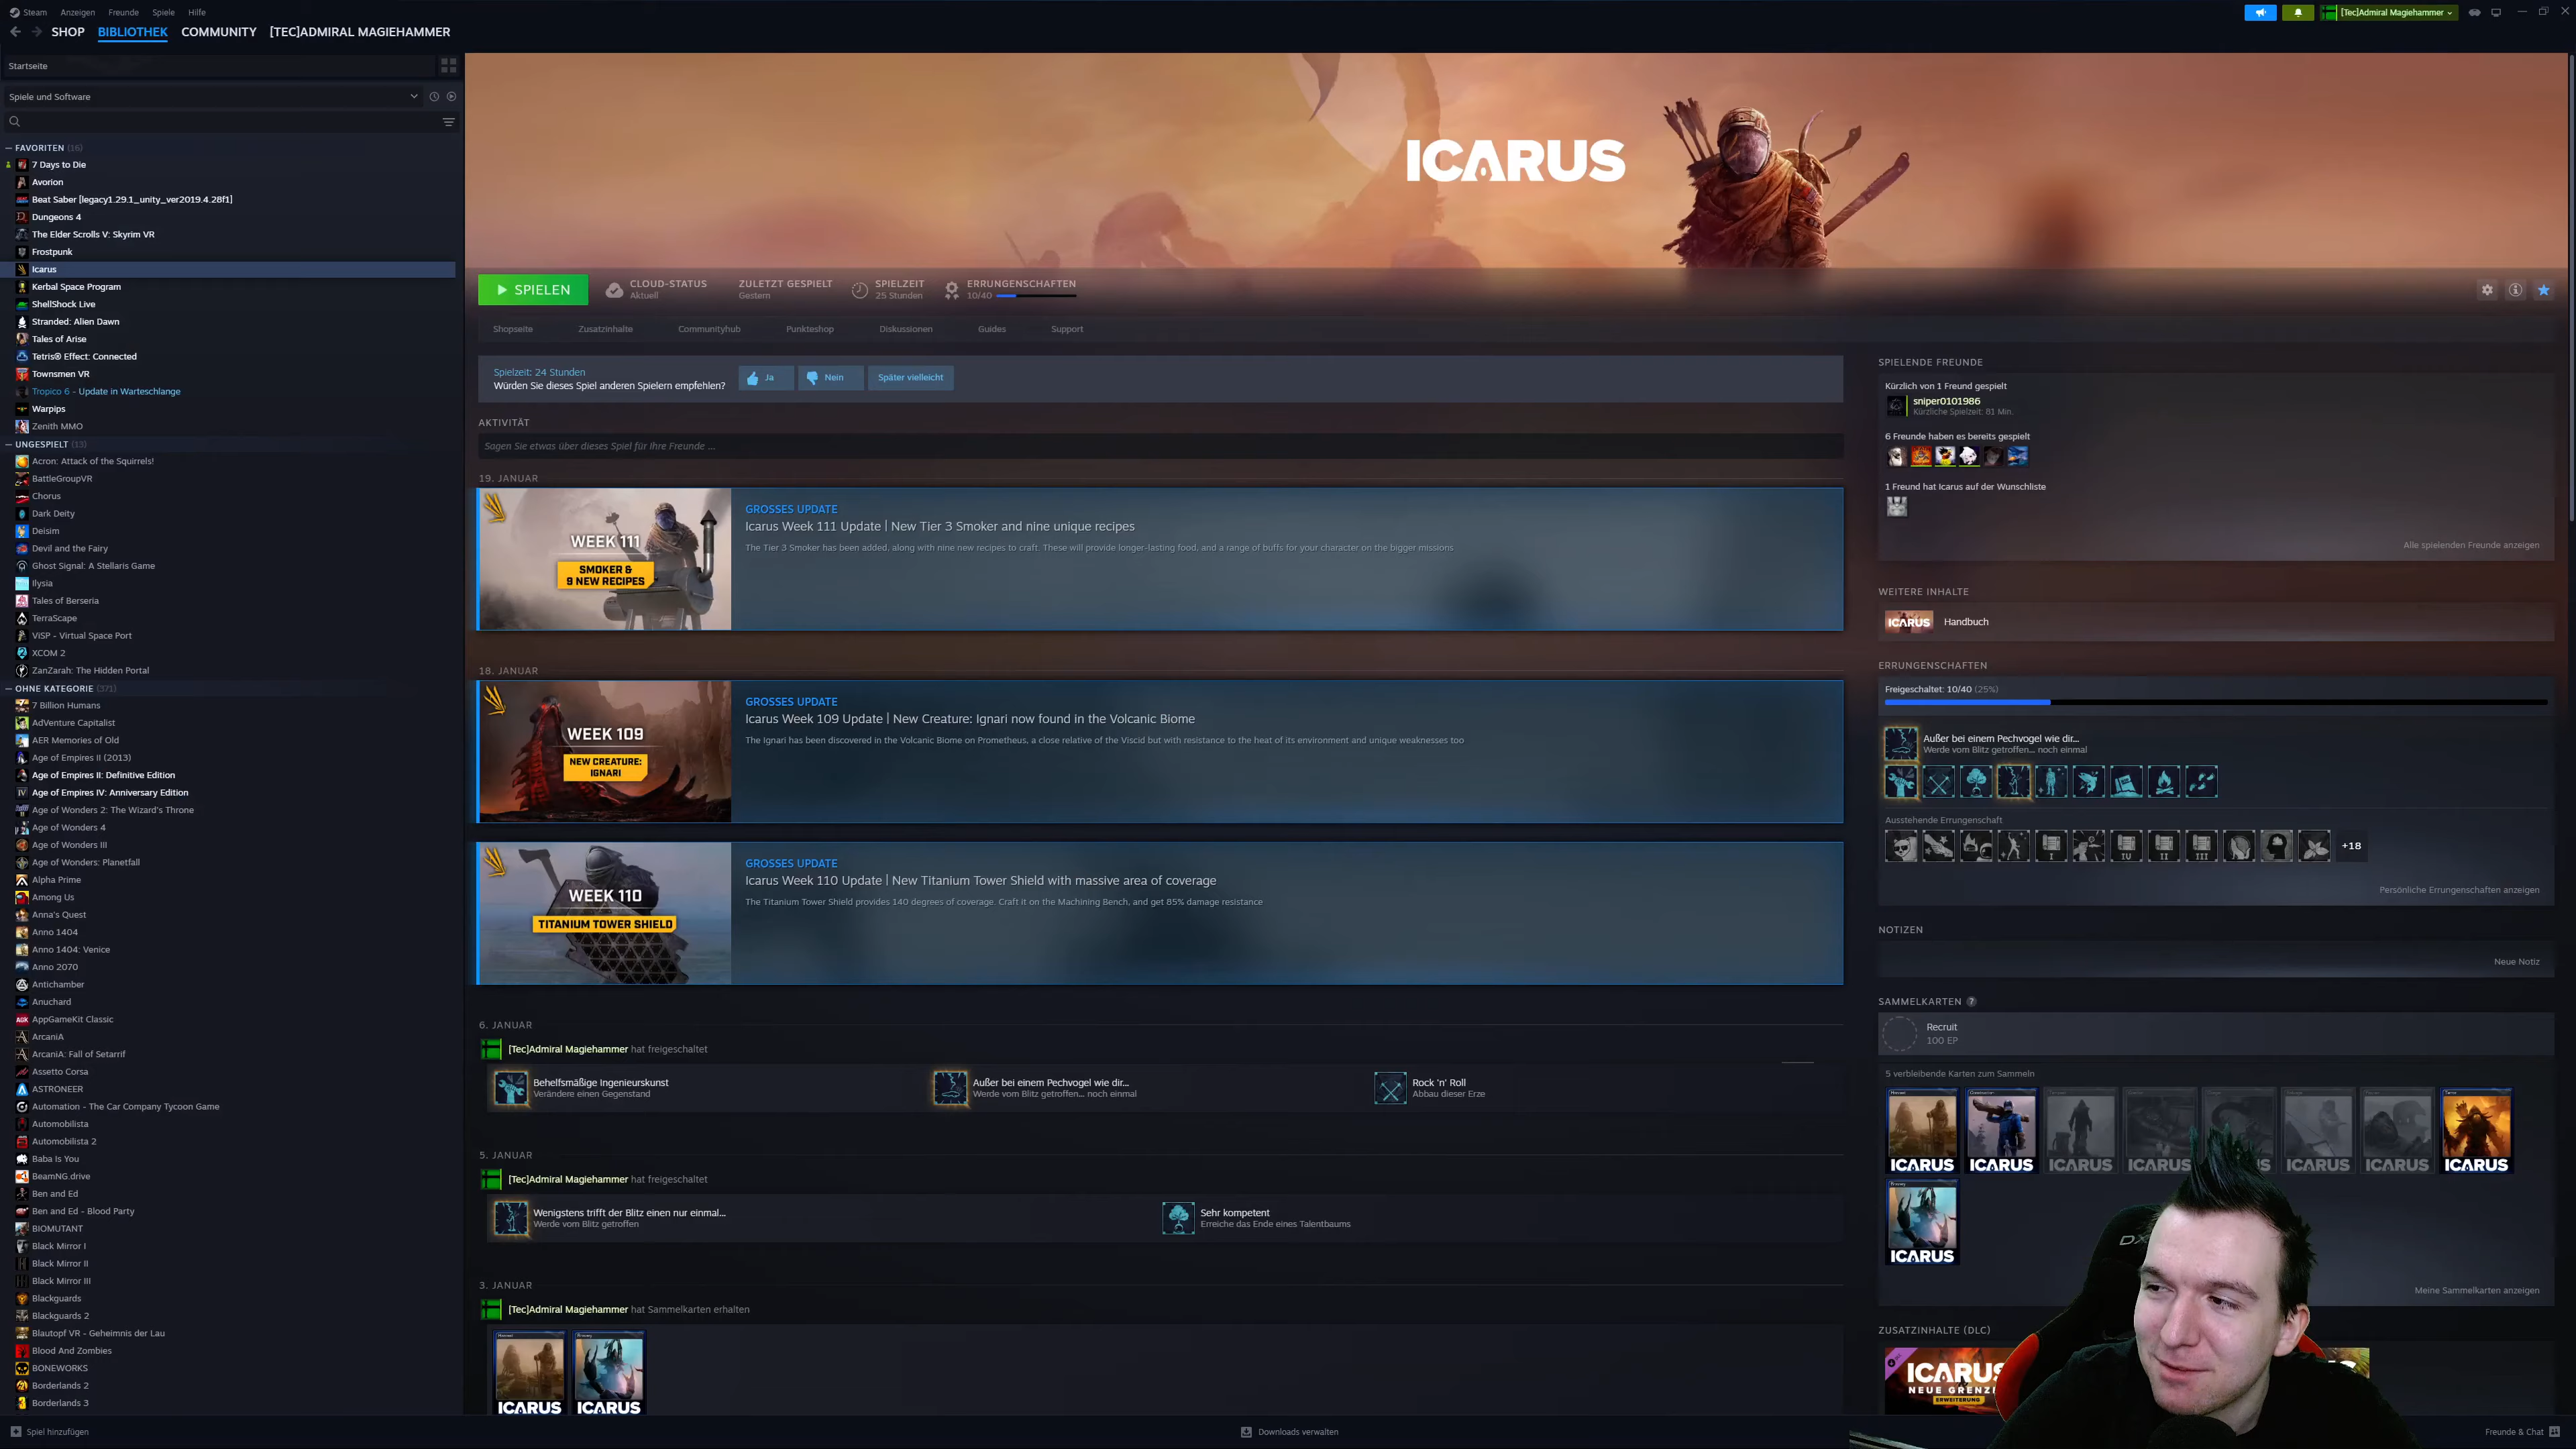 Steam Anzeigen Freunde Spiele Hilfe
[Tec]Admiral Magiehammer
SHOP BIBLIOTHEK COMMUNITY [TEC]ADMIRAL MAGIEHAMMER
Startseite
Spiele und Software
FAVORITEN (16)
7 Days to Die
Avorion
Beat Saber [legacy1.29.1_unity_ver2019.4.28f1]
Dungeons 4
The Elder Scrolls V: Skyrim VR
Frostpunk
Icarus
Kerbal Space Program
ShellShock Live
Stranded: Alien Dawn
Tales of Arise
Tetris® Effect: Connected
Townsmen VR
Tropico 6 - Update in Warteschlange
Warpips
Zenith MMO
UNGESPIELT (13)
Acron: Attack of the Squirrels!
BattleGroupVR
Chorus
Dark Deity
Deisim
Devil and the Fairy
Ghost Signal: A Stellaris Game
Ilysia
Tales of Berseria
TerraScape
ViSP - Virtual Space Port
XCOM 2
ZanZarah: The Hidden Portal
OHNE KATEGORIE (371)
7 Billion Humans
AdVenture Capitalist
AER Memories of Old
Age of Empires II (2013)
Age of Empires II: Definitive Edition
Age of Empires IV: Anniversary Edition
Age of Wonders 2: The Wizard's Throne
Age of Wonders 4
Age of Wonders III
Age of Wonders: Planetfall
Alpha Prime
Among Us
Anna's Quest
Anno 1404
Anno 1404: Venice
Anno 2070
Antichamber
Anuchard
AppGameKit Classic
ArcaniA
ArcaniA: Fall of Setarrif
Assetto Corsa
ASTRONEER
Automation - The Car Company Tycoon Game
Automobilista
Automobilista 2
Baba Is You
BeamNG.drive
Ben and Ed
Ben and Ed - Blood Party
BIOMUTANT
Black Mirror I
Black Mirror II
Black Mirror III
Blackguards
Blackguards 2
Blautopf VR - Geheimnis der Lau
Blood And Zombies
BONEWORKS
Borderlands 2
Borderlands 3
Spiel hinzufügen
ICARUS
SPIELEN
CLOUD-STATUS
Aktuell
ZULETZT GESPIELT
Gestern
SPIELZEIT
25 Stunden
ERRUNGENSCHAFTEN
10/40
Shopseite Zusatzinhalte Communityhub Punkteshop Diskussionen Guides Support
Spielzeit: 24 Stunden
Würden Sie dieses Spiel anderen Spielern empfehlen?
Ja Nein Später vielleicht
AKTIVITÄT
Sagen Sie etwas über dieses Spiel für Ihre Freunde ...
19. JANUAR
WEEK 111
SMOKER &
9 NEW RECIPES
GROSSES UPDATE
Icarus Week 111 Update | New Tier 3 Smoker and nine unique recipes
The Tier 3 Smoker has been added, along with nine new recipes to craft. These will provide longer-lasting food, and a range of buffs for your character on the bigger missions
18. JANUAR
WEEK 109
NEW CREATURE:
IGNARI
GROSSES UPDATE
Icarus Week 109 Update | New Creature: Ignari now found in the Volcanic Biome
The Ignari has been discovered in the Volcanic Biome on Prometheus, a close relative of the Viscid but with resistance to the heat of its environment and unique weaknesses too
WEEK 110
TITANIUM TOWER SHIELD
GROSSES UPDATE
Icarus Week 110 Update | New Titanium Tower Shield with massive area of coverage
The Titanium Tower Shield provides 140 degrees of coverage. Craft it on the Machining Bench, and get 85% damage resistance
6. JANUAR
[Tec]Admiral Magiehammer hat freigeschaltet
Behelfsmäßige Ingenieurskunst
Verändere einen Gegenstand
Außer bei einem Pechvogel wie dir...
Werde vom Blitz getroffen... noch einmal
Rock 'n' Roll
Abbau dieser Erze
5. JANUAR
[Tec]Admiral Magiehammer hat freigeschaltet
Wenigstens trifft der Blitz einen nur einmal...
Werde vom Blitz getroffen
Sehr kompetent
Erreiche das Ende eines Talentbaums
3. JANUAR
[Tec]Admiral Magiehammer hat Sammelkarten erhalten
ICARUS ICARUS
Downloads verwalten
SPIELENDE FREUNDE
Kürzlich von 1 Freund gespielt
sniper0101986
Kürzliche Spielzeit: 81 Min.
6 Freunde haben es bereits gespielt
1 Freund hat Icarus auf der Wunschliste
Alle spielenden Freunde anzeigen
WEITERE INHALTE
ICARUS Handbuch
ERRUNGENSCHAFTEN
Freigeschaltet: 10/40 (25%)
Außer bei einem Pechvogel wie dir...
Werde vom Blitz getroffen... noch einmal
Ausstehende Errungenschaft
I IV II III +18
Persönliche Errungenschaften anzeigen
NOTIZEN
Neue Notiz
SAMMELKARTEN ?
Recruit
100 EP
5 verbleibende Karten zum Sammeln
ICARUS ICARUS ICARUS ICARUS ICARUS ICARUS ICARUS ICARUS
ICARUS
Meine Sammelkarten anzeigen
ZUSATZINHALTE (DLC)
ICARUS
NEUE GRENZ
ERWEITERUNG
DX
Freunde & Chat